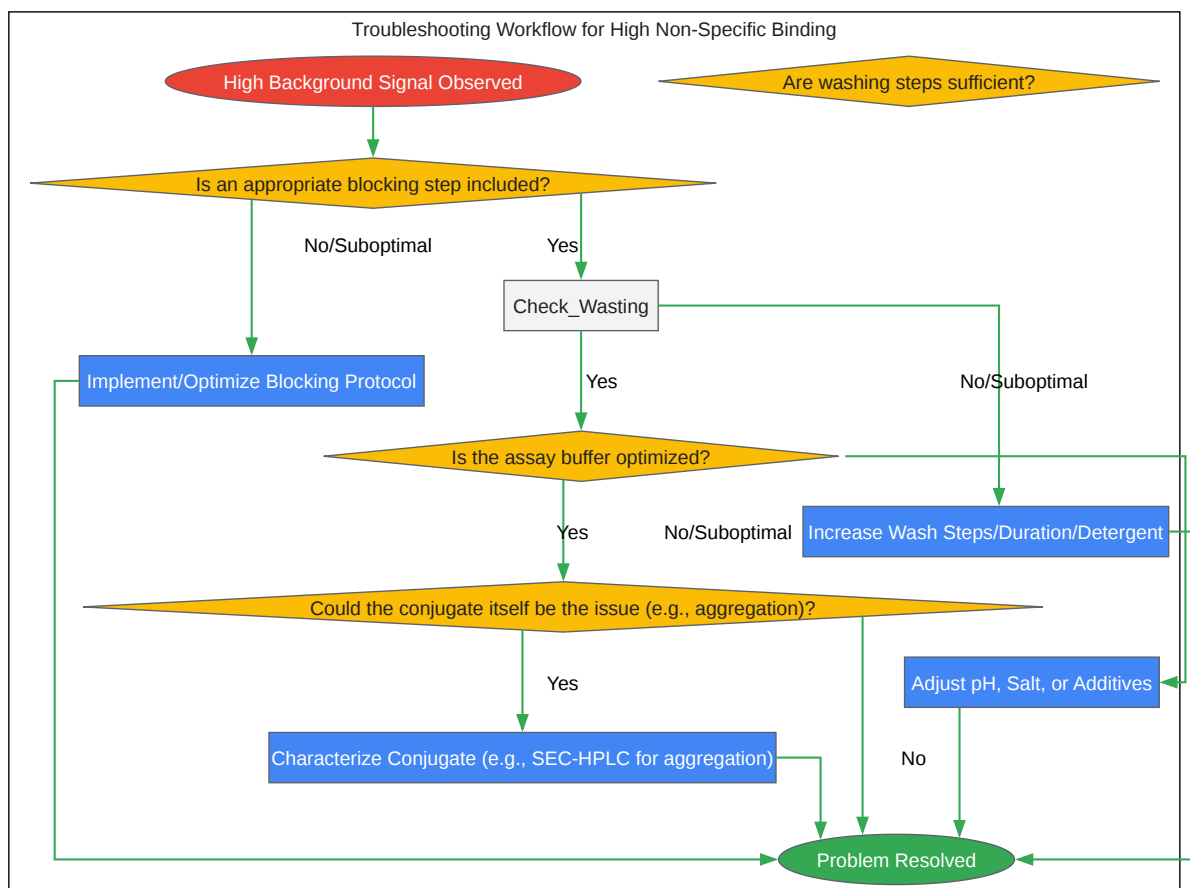 Troubleshooting Workflow for High Non-Specific Binding
High Background Signal Observed
Are washing steps sufficient?
Is an appropriate blocking step included?
No/Suboptimal
Yes
Check_Wasting
Implement/Optimize Blocking Protocol
Yes
No/Suboptimal
Is the assay buffer optimized?
Yes
No/Suboptimal
Increase Wash Steps/Duration/Detergent
Could the conjugate itself be the issue (e.g., aggregation)?
Yes
Adjust pH, Salt, or Additives
Characterize Conjugate (e.g., SEC-HPLC for aggregation)
No
Problem Resolved